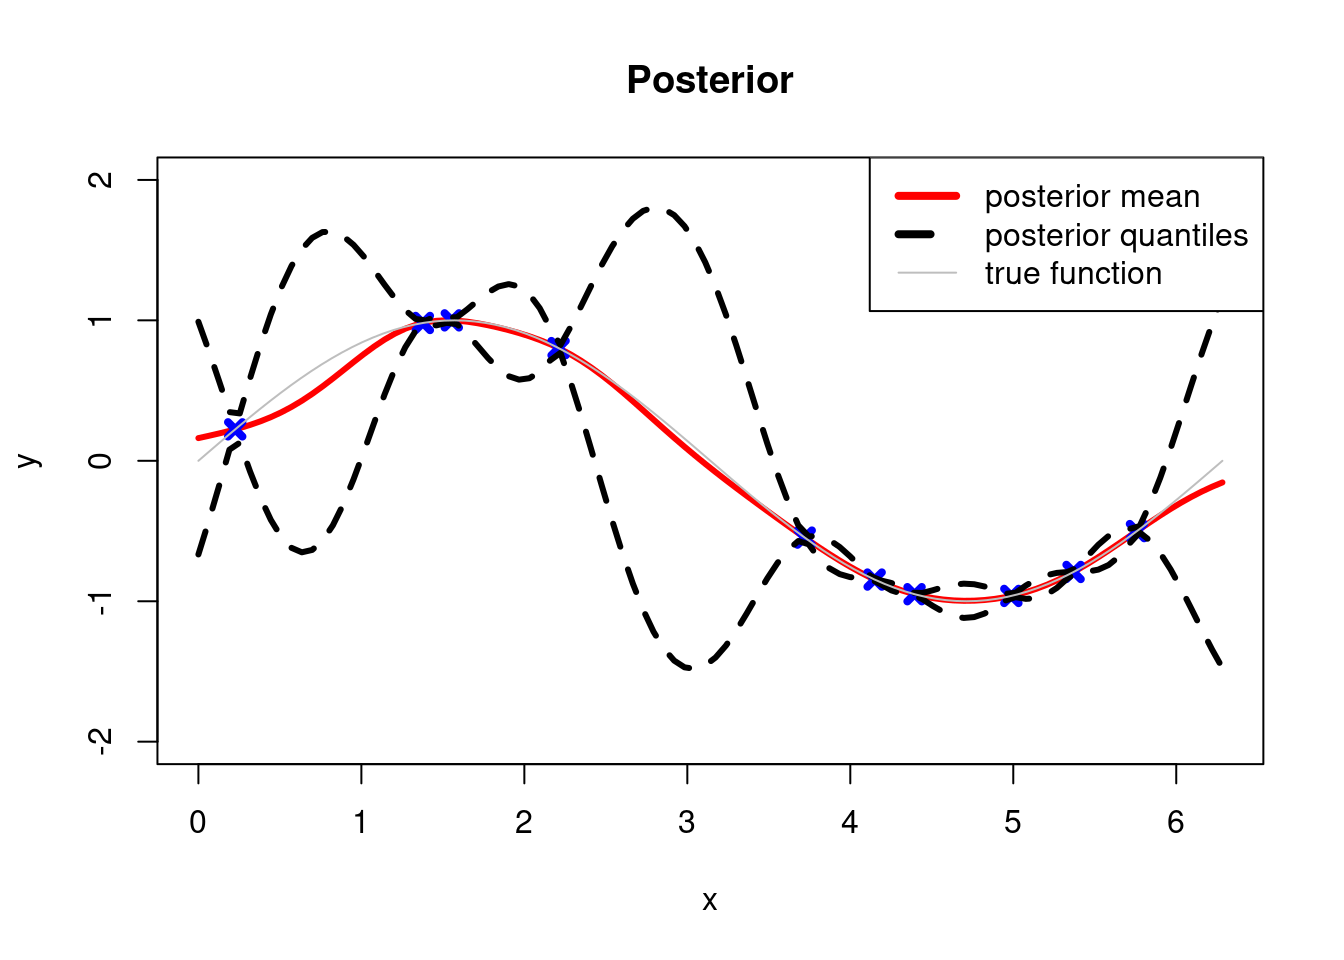 Posterior
posterior mean
posterior quantiles
true function
2
1
0
-1
-2
y
0 1 2 3 4 5 6
x